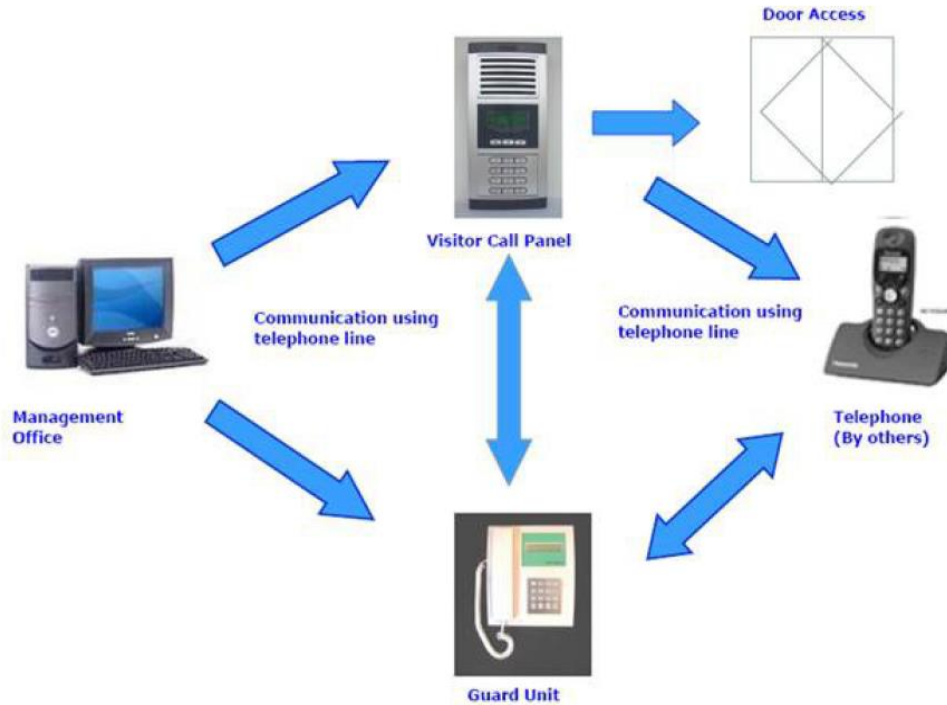 Door Access
Visitor Call Panel
Communication using
telephone line
Communication using
telephone line
Management
Office
Telephone
(By others)
Guard Unit